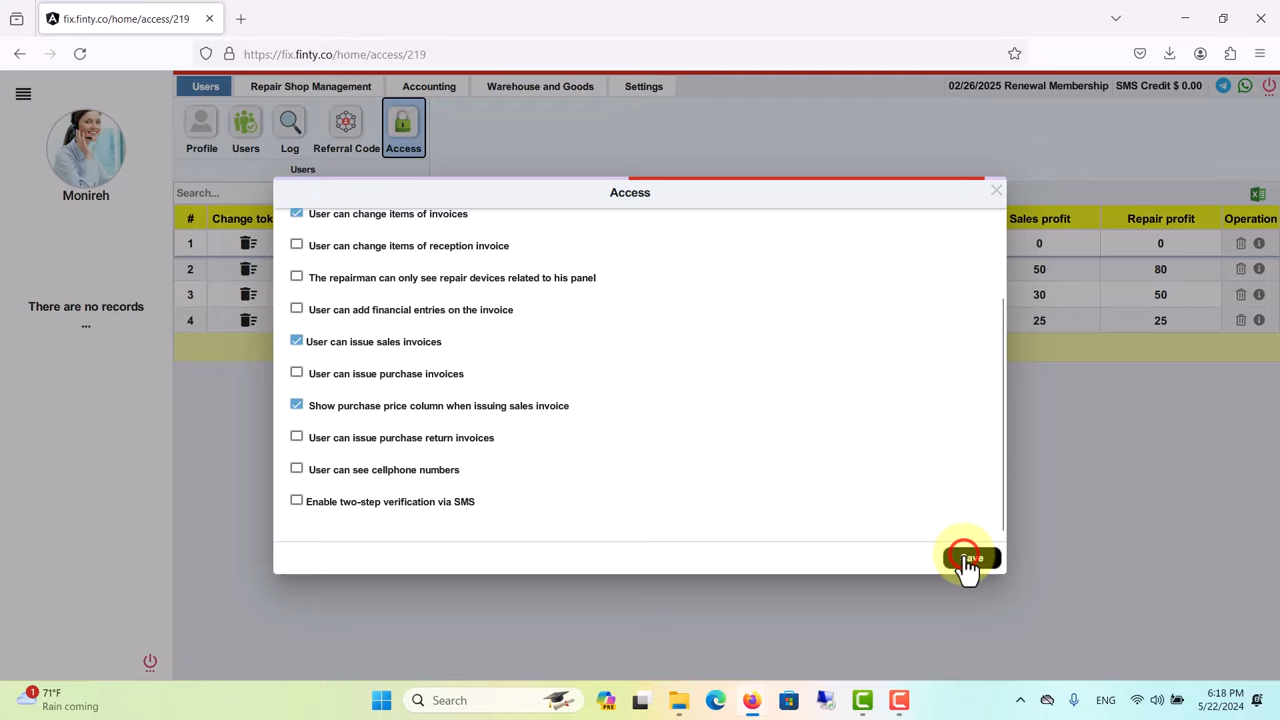 fix.finty.co/home/access/219
https://fix.finty.co/home/access/219
Users Repair Shop Management Accounting Warehouse and Goods Settings 02/26/2025 Renewal Membership SMS Credit $ 0.00
Profile Users Log Referral Code Access
Users
Monireh
There are no records
...
Search...
# Change tok Sales profit Repair profit Operation
1 0 0
2 50 80
3 30 50
4 25 25
Access
User can change items of invoices
User can change items of reception invoice
The repairman can only see repair devices related to his panel
User can add financial entries on the invoice
User can issue sales invoices
User can issue purchase invoices
Show purchase price column when issuing sales invoice
User can issue purchase return invoices
User can see cellphone numbers
Enable two-step verification via SMS
1 71°F
Rain coming
Search
PRE
ENG
6:18 PM
5/22/2024